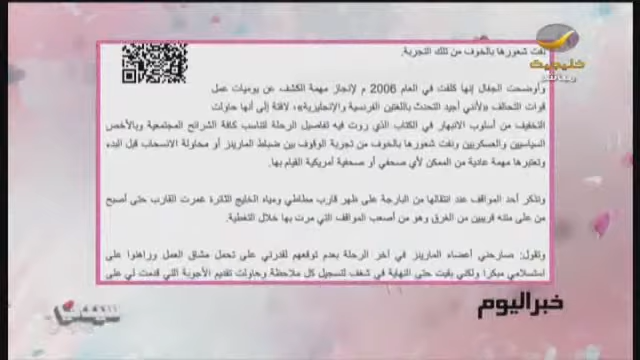 خليجية
مباشر
نفت شعورها بالخوف من تلك التجربة.
وأوضحت الجفال إنها كلفت في العام 2006 م لإنجاز مهمة الكشف عن يوميات عمل
قوات التحالف «لأنني أجيد التحدث باللغتين الفرنسية والإنجليزية»، لافتة إلى أنها حاولت
التخفيف من أسلوب الانبهار في الكتاب الذي روت فيه تفاصيل الرحلة لتناسب كافة الشرائح المجتمعية وبالأخص
السياسيين والعسكريين ونفت شعورها بالخوف من تجربة الوقوف بين ضباط المارينز أو محاولة الانسحاب قبل البدء
وتعتبرها مهمة عادية من الممكن لأي صحفي أو صحفية أمريكية القيام بها.
وتذكر أحد المواقف عند انتقالها من البارجة على ظهر قارب مطاطي ومياه الخليج الثائرة غمرت القارب حتى أصبح
من على متنه قريبين من الغرق وهو من أصعب المواقف التي مرت بها خلال التغطية.
وتقول: صارحني أعضاء المارينز في آخر الرحلة بعدم توقعهم لقدرتي على تحمل مشاق العمل وراهنوا على
استسلامي مبكرا ولكني بقيت حتى النهاية في شغف لتسجيل كل ملاحظة وحاولت تقديم الأجوبة التي قدمت لي على
خبر اليوم